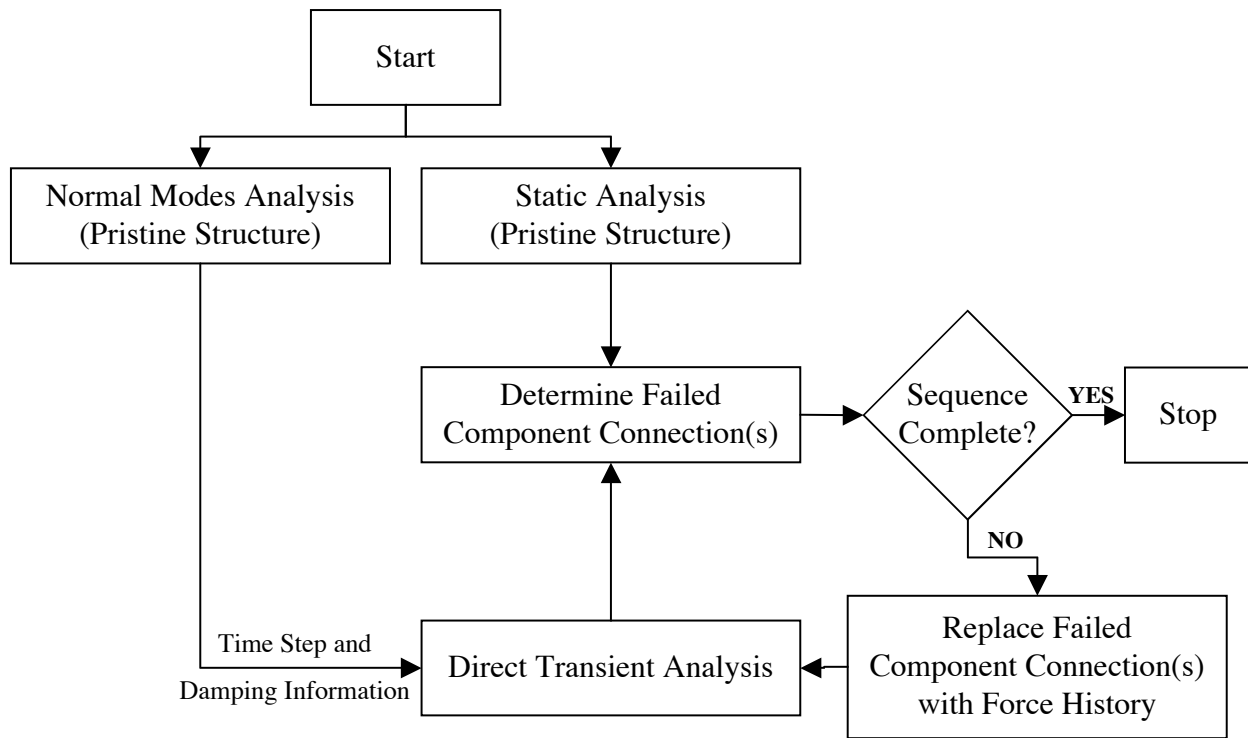 Start
Normal Modes Analysis
(Pristine Structure)
Static Analysis
(Pristine Structure)
Determine Failed
Component Connection(s)
Sequence
Complete?
YES
Stop
NO
Time Step and
Damping Information
Direct Transient Analysis
Replace Failed
Component Connection(s)
with Force History